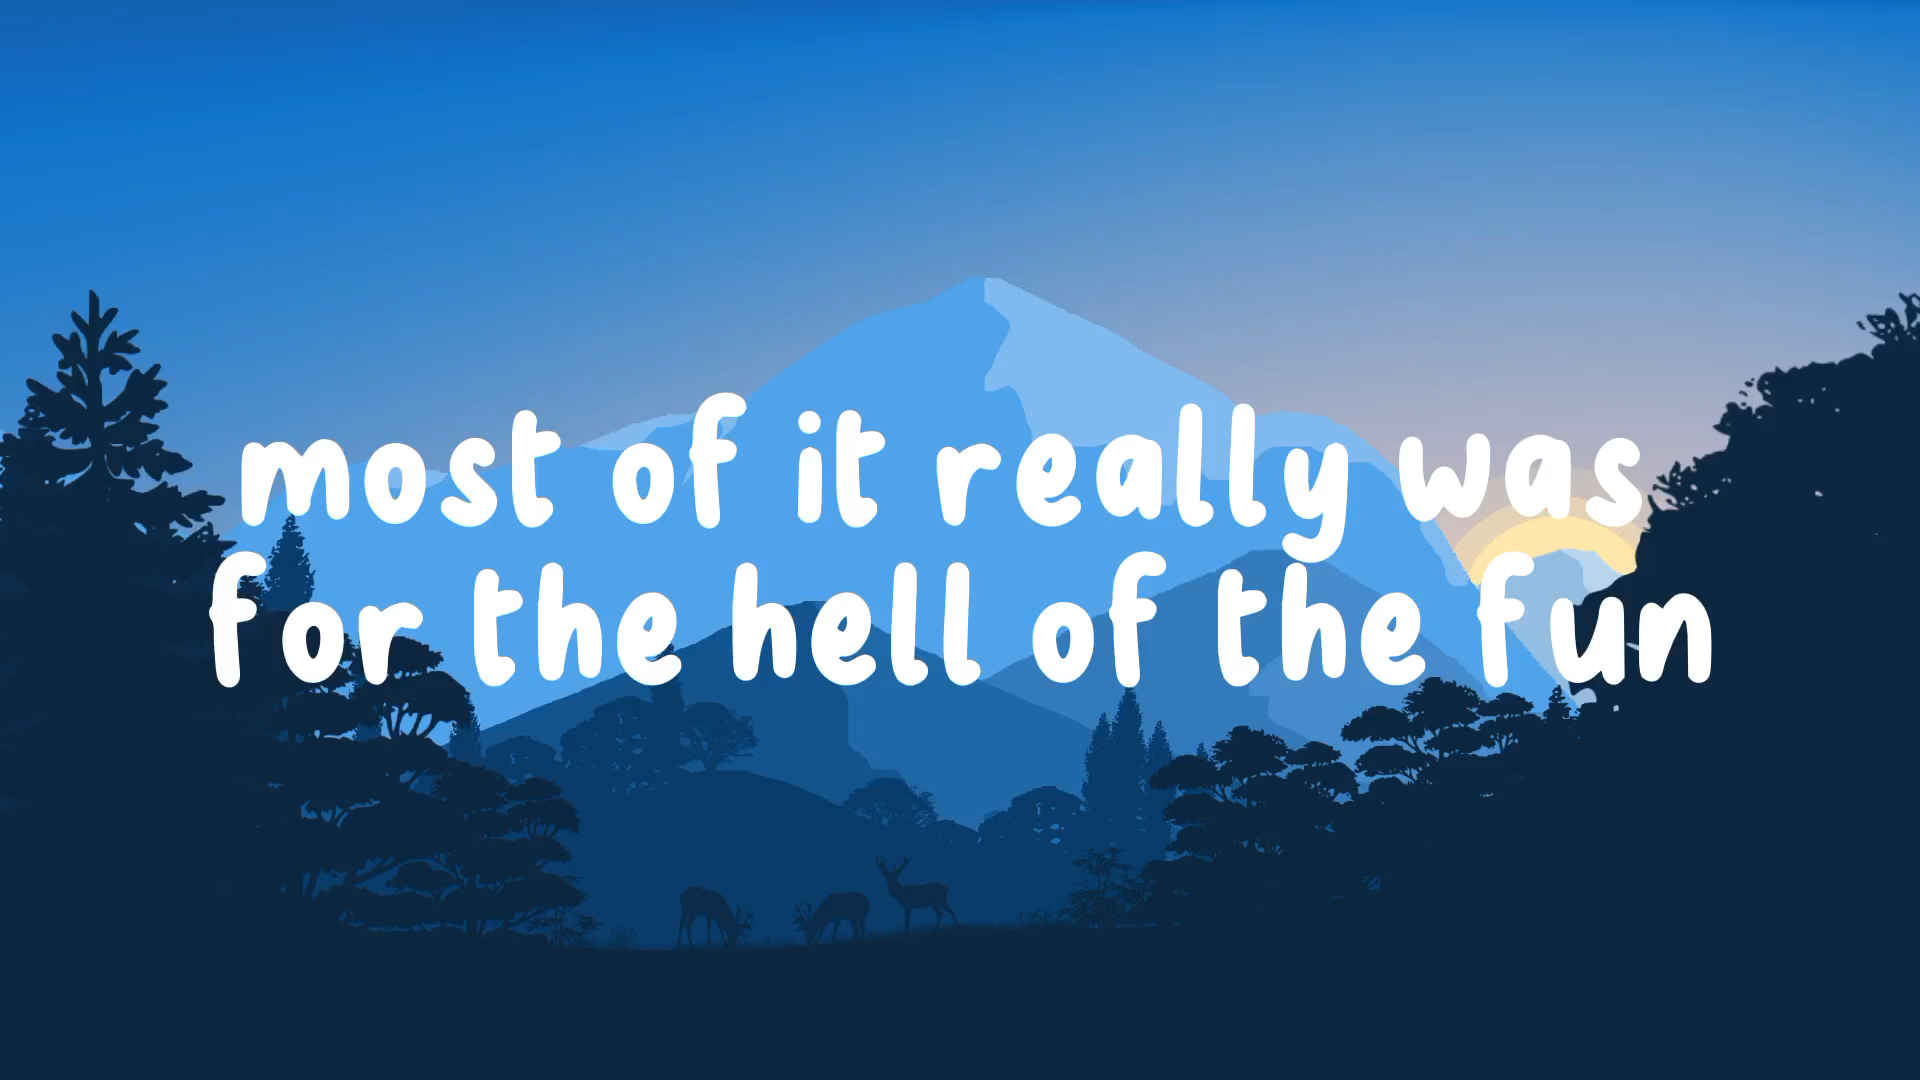 most of it really was
for the hell of the fun